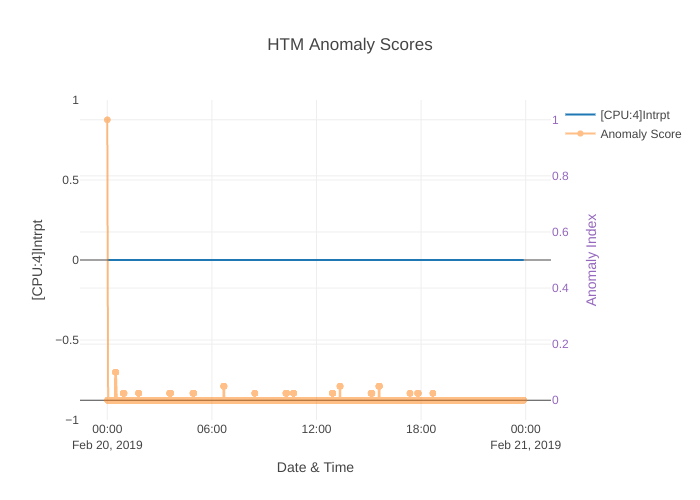 HTM Anomaly Scores
[CPU:4]Intrpt
Anomaly Score
1
0.5
0
−0.5
−1
[CPU:4]Intrpt
1
0.8
0.6
0.4
0.2
0
Anomaly Index
00:00 06:00 12:00 18:00 00:00
Feb 20, 2019 Feb 21, 2019
Date & Time